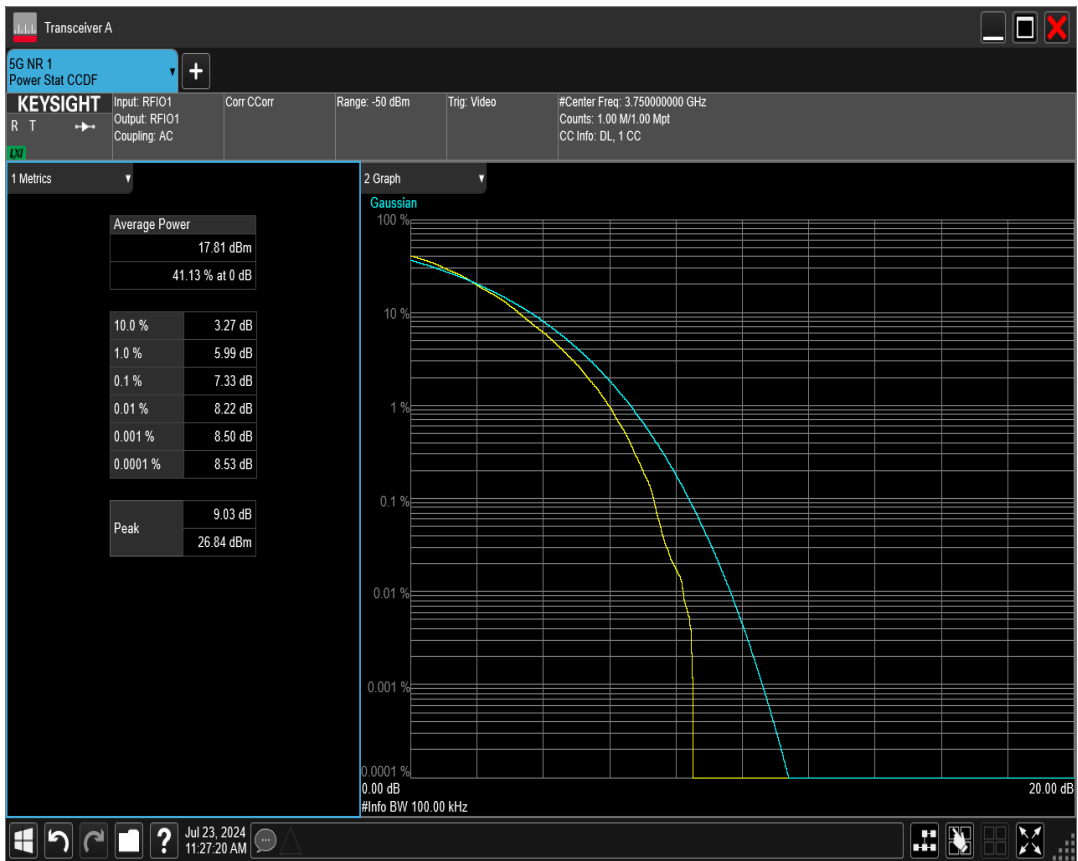 Transceiver A
5G NR 1
Power Stat CCDF
KEYSIGHT
R T
LXI
Input: RFIO1
Output: RFIO1
Coupling: AC
Corr CCorr
Range: -50 dBm
Trig: Video
#Center Freq: 3.750000000 GHz
Counts: 1.00 M/1.00 Mpt
CC Info: DL, 1 CC
1 Metrics
Average Power
17.81 dBm
41.13 % at 0 dB
10.0 % 3.27 dB
1.0 % 5.99 dB
0.1 % 7.33 dB
0.01 % 8.22 dB
0.001 % 8.50 dB
0.0001 % 8.53 dB
Peak
9.03 dB
26.84 dBm
2 Graph
Gaussian
100 %
10 %
1 %
0.1 %
0.01 %
0.001 %
0.0001 %
0.00 dB 20.00 dB
#Info BW 100.00 kHz
?
Jul 23, 2024
11:27:20 AM